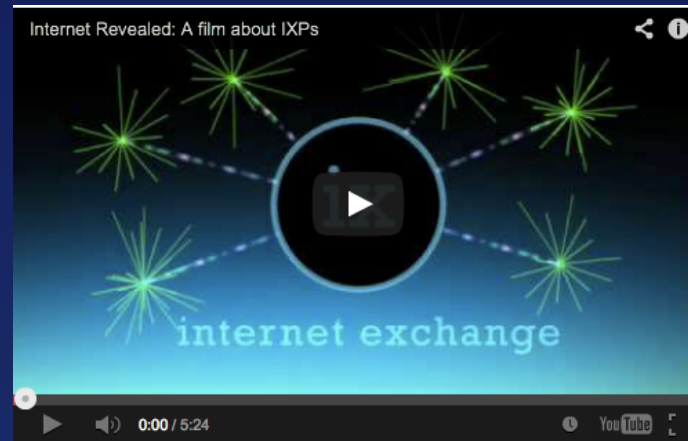 Internet Revealed: A film about IXPs
IX
internet exchange
0:00 / 5:24
YouTube